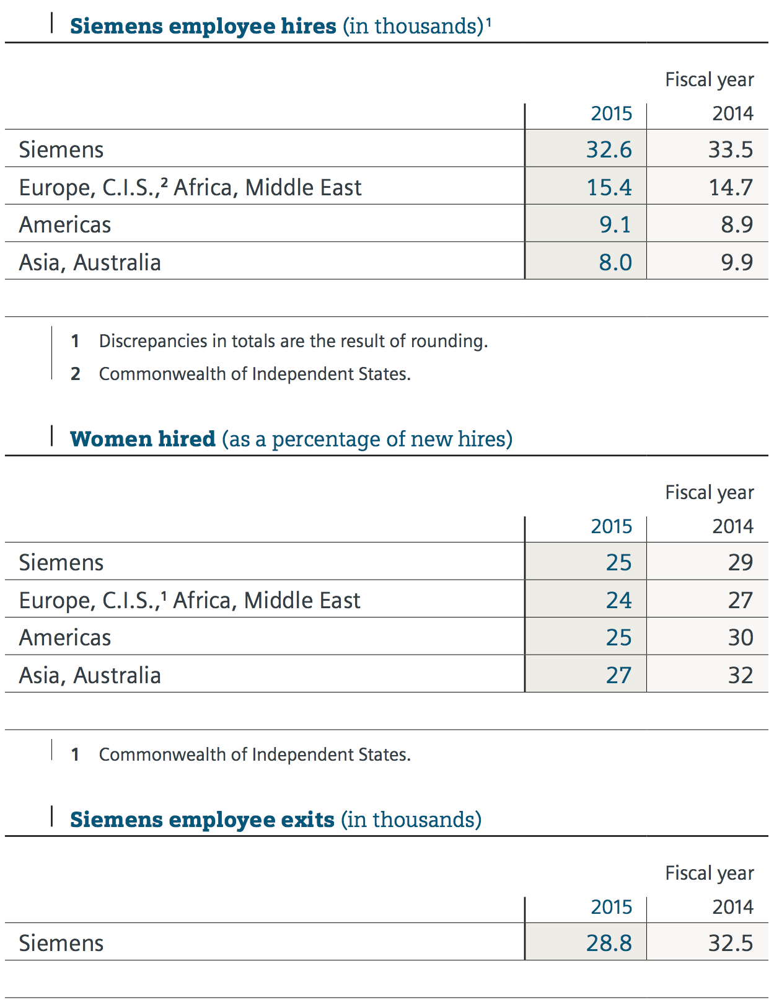 Siemens employee hires (in thousands)¹
Fiscal year
2015 2014
Siemens 32.6 33.5
Europe, C.I.S.,² Africa, Middle East 15.4 14.7
Americas 9.1 8.9
Asia, Australia 8.0 9.9
1 Discrepancies in totals are the result of rounding.
2 Commonwealth of Independent States.
Women hired (as a percentage of new hires)
Fiscal year
2015 2014
Siemens 25 29
Europe, C.I.S.,¹ Africa, Middle East 24 27
Americas 25 30
Asia, Australia 27 32
1 Commonwealth of Independent States.
Siemens employee exits (in thousands)
Fiscal year
2015 2014
Siemens 28.8 32.5